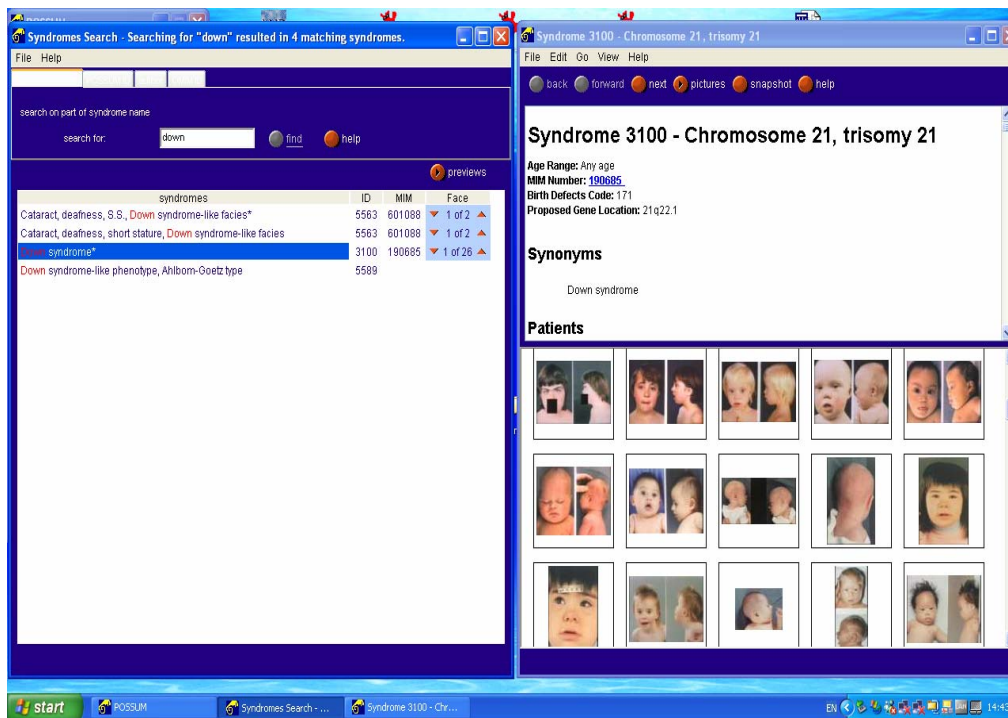 Syndromes Search - Searching for "down" resulted in 4 matching syndromes.
File Help
search on part of syndrome name
search for: down find help
previews
syndromes ID MIM Face
Cataract, deafness, S.S., Down syndrome-like facies* 5563 601088 1 of 2
Cataract, deafness, short stature, Down syndrome-like facies 5563 601088 1 of 2
Down syndrome* 3100 190685 1 of 26
Down syndrome-like phenotype, Ahlbom-Goetz type 5589
Syndrome 3100 - Chromosome 21, trisomy 21
File Edit Go View Help
back forward next pictures snapshot help
Syndrome 3100 - Chromosome 21, trisomy 21
Age Range: Any age
MIM Number: 190685
Birth Defects Code: 171
Proposed Gene Location: 21q22.1
Synonyms
Down syndrome
Patients
start POSSUM Syndromes Search - ... Syndrome 3100 - Chr... EN